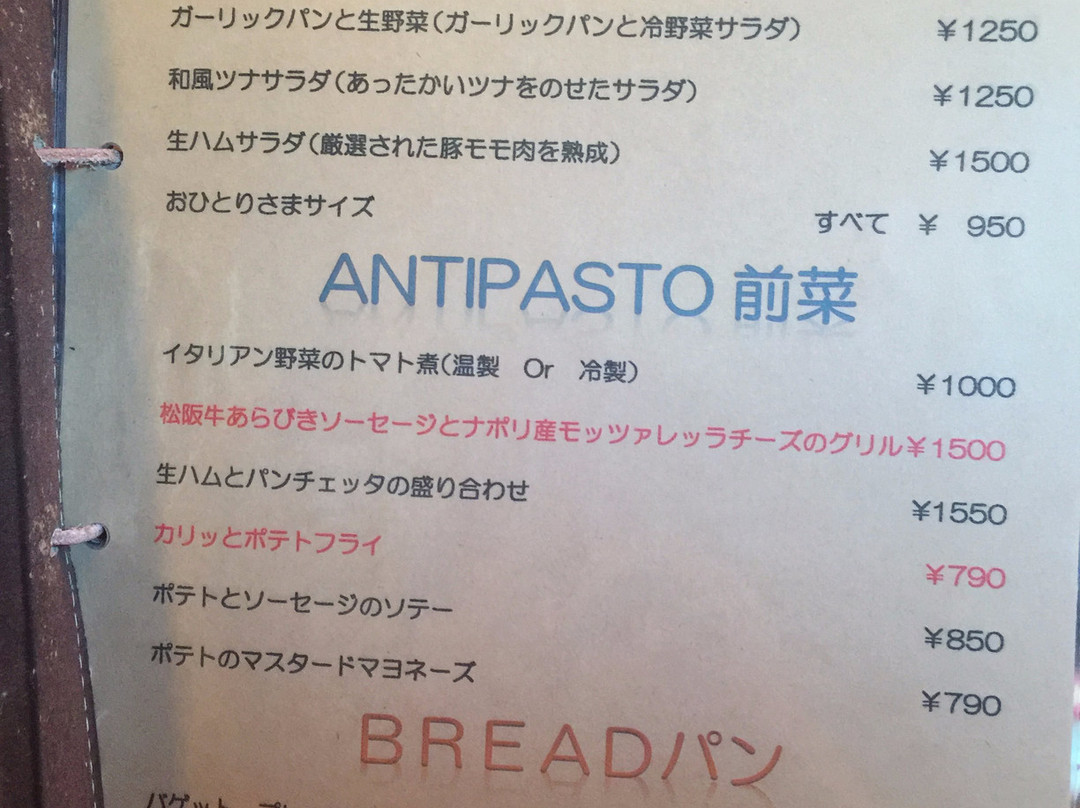 ガーリックパンと生野菜(ガーリックパンと冷野菜サラダ) ¥1250
和風ツナサラダ(あったかいツナをのせたサラダ) ¥1250
生ハムサラダ(厳選された豚モモ肉を熟成) ¥1500
おひとりさまサイズ すべて ¥ 950
ANTIPASTO 前菜
イタリアン野菜のトマト煮(温製 Or 冷製) ¥1000
松阪牛あらびきソーセージとナポリ産モッツァレッラチーズのグリル¥1500
生ハムとパンチェッタの盛り合わせ ¥1550
カリッとポテトフライ ¥790
ポテトとソーセージのソテー ¥850
ポテトのマスタードマヨネーズ ¥790
BREADパン